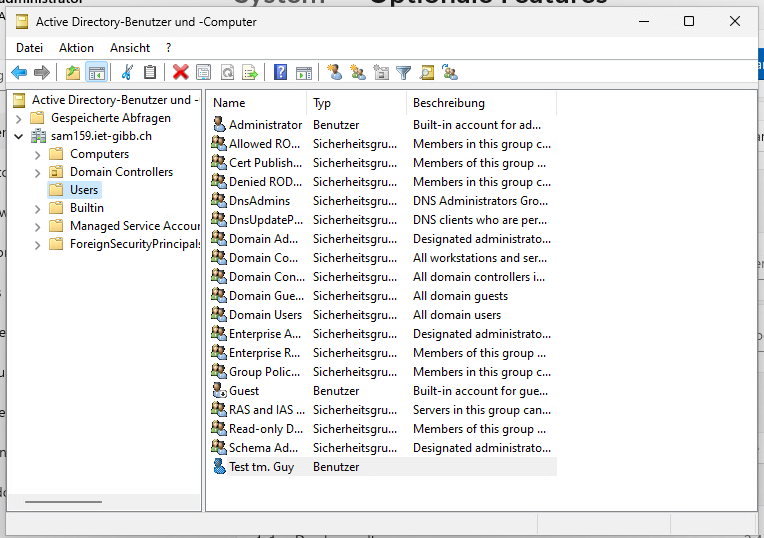 administrator
Optionale Features
Active Directory-Benutzer und -Computer
Datei Aktion Ansicht ?
Active Directory-Benutzer und -
Gespeicherte Abfragen
sam159.iet-gibb.ch
Computers
Domain Controllers
Users
Builtin
Managed Service Accour
ForeignSecurityPrincipals
Name Typ Beschreibung
Administrator Benutzer Built-in account for ad...
Allowed RO... Sicherheitsgru... Members in this group c...
Cert Publish... Sicherheitsgru... Members of this group ...
Denied ROD... Sicherheitsgru... Members in this group c...
DnsAdmins Sicherheitsgru... DNS Administrators Gro...
DnsUpdateP... Sicherheitsgru... DNS clients who are per...
Domain Ad... Sicherheitsgru... Designated administrato...
Domain Co... Sicherheitsgru... All workstations and ser...
Domain Con... Sicherheitsgru... All domain controllers i...
Domain Gue... Sicherheitsgru... All domain guests
Domain Users Sicherheitsgru... All domain users
Enterprise A... Sicherheitsgru... Designated administrato...
Enterprise R... Sicherheitsgru... Members of this group ...
Group Polic... Sicherheitsgru... Members in this group c...
Guest Benutzer Built-in account for gue...
RAS and IAS ... Sicherheitsgru... Servers in this group can...
Read-only D... Sicherheitsgru... Members of this group ...
Schema Ad... Sicherheitsgru... Designated administrato...
Test tm. Guy Benutzer